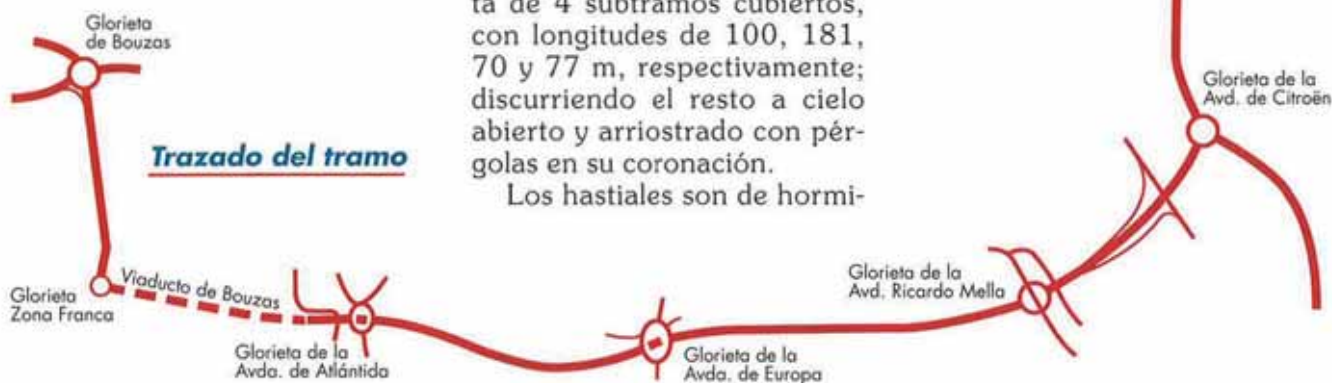 Glorieta
de Bouzas
Trazado del tramo
ta de 4 subtramos cubiertos,
con longitudes de 100, 181,
70 y 77 m, respectivamente;
discurriendo el resto a cielo
abierto y arriostrado con pér-
golas en su coronación.
Los hastiales son de hormi-
Glorieta de la
Avd. de Citroën
Glorieta
Zona Franca
Viaducto de Bouzas
Glorieta de la
Avda. de Atlántida
Glorieta de la
Avda. de Europa
Glorieta de la
Avd. Ricardo Mella